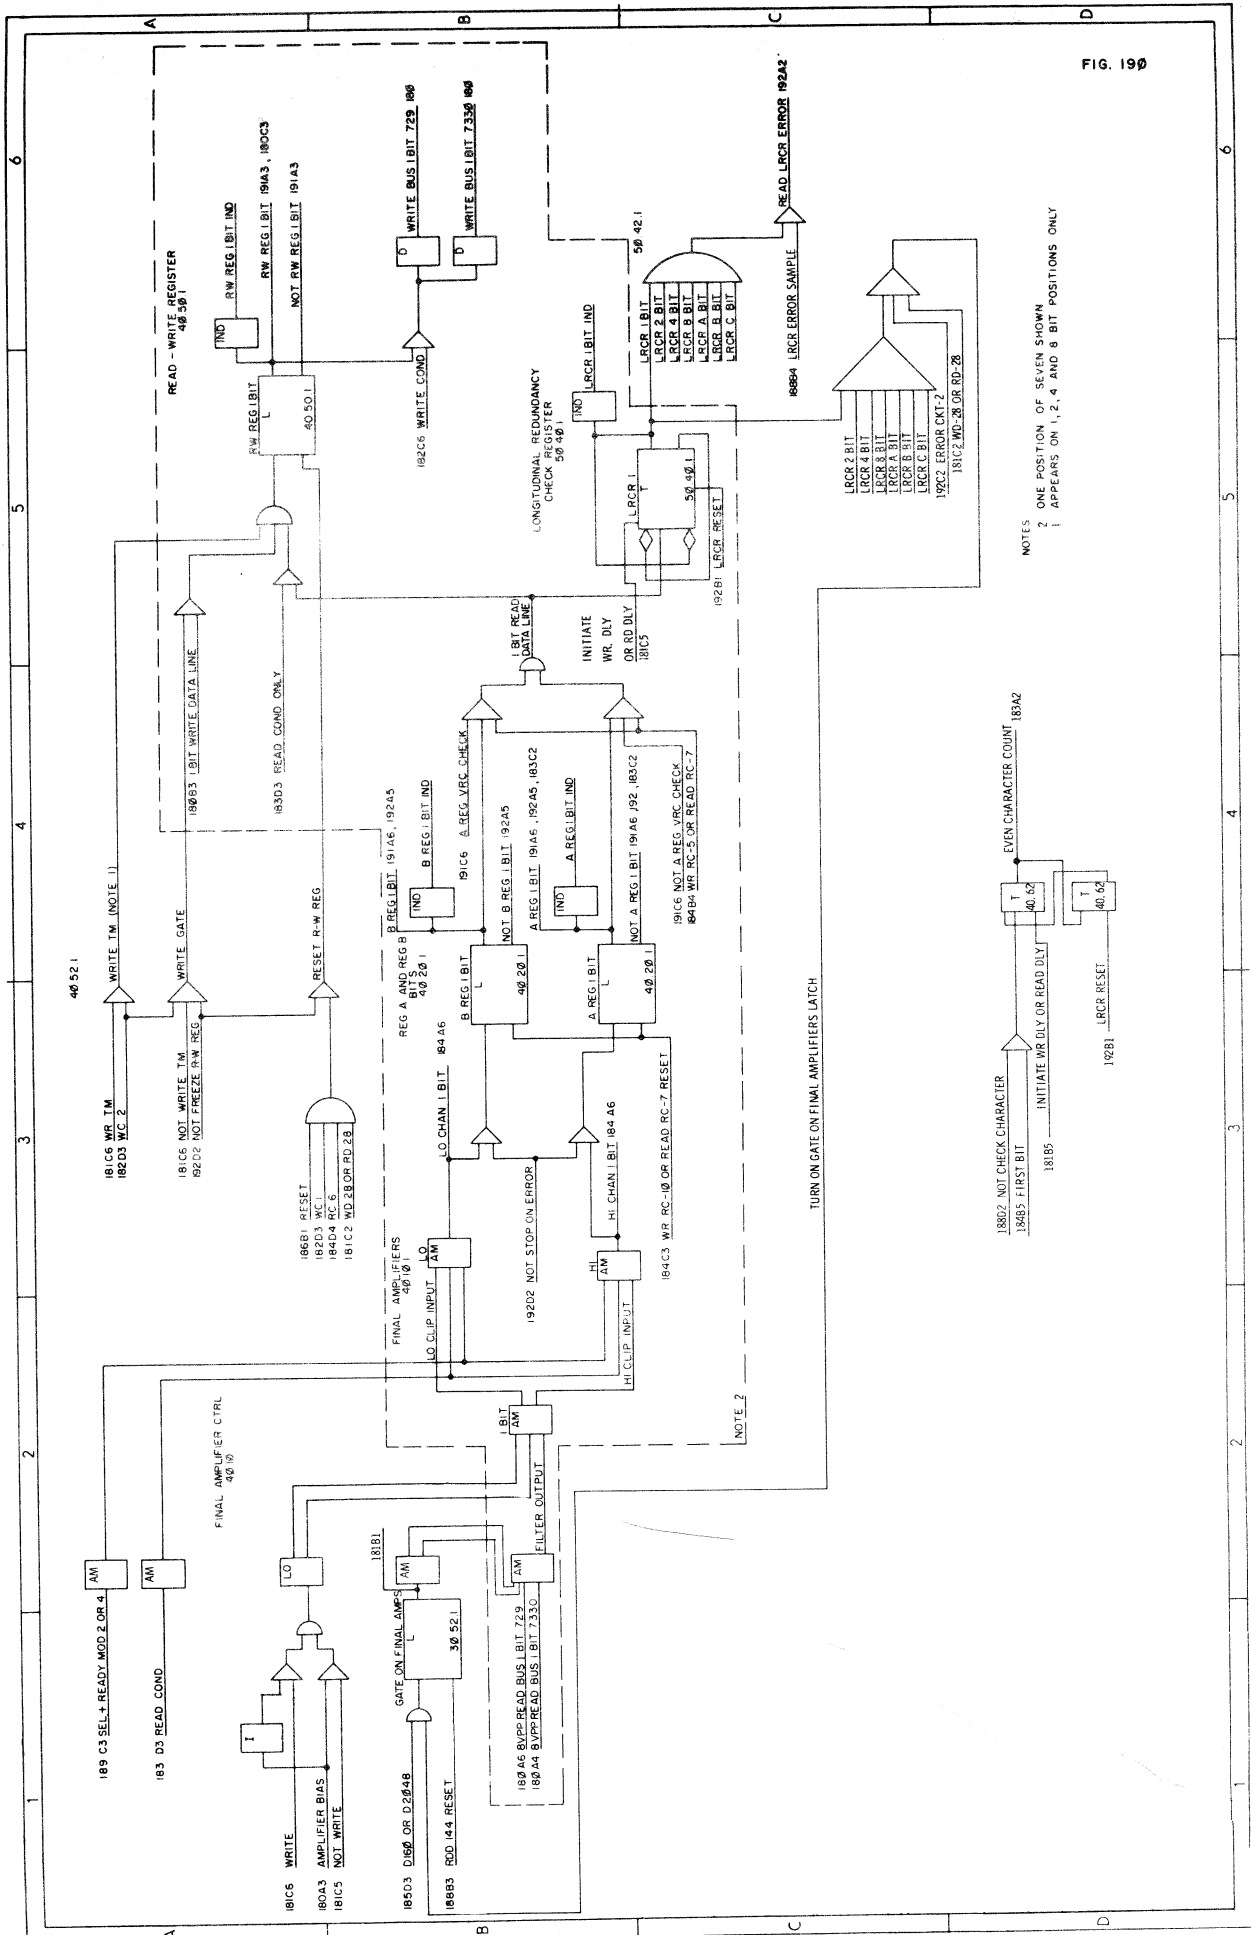 FIG. 190
1
2
3
4
5
6
A
B
C
D
189 C3 SEL + READY MOD 2 OR 4
AM
183 D3 READ COND
AM
FINAL AMPLIFIER CTRL
40 10
181C6 WRITE
180A3 AMPLIFIER BIAS
181C5 NOT WRITE
I
LO
185D3 D160 OR D2048
188B3 RDD 144 RESET
GATE ON FINAL AMPS
L
30 52.1
181B1
AM
180A6 8VPP READ BUS 1 BIT 729
180A4 8VPP READ BUS 1 BIT 7330
AM
FILTER OUTPUT
1 BIT
AM
NOTE 2
FINAL AMPLIFIERS
40 10 1
LO CLIP INPUT
HI CLIP INPUT
LO
AM
HI
AM
LO CHAN 1 BIT 184A6
HI CHAN 1 BIT 184 A6
192D2 NOT STOP ON ERROR
184C3 WR RC-10 OR READ RC-7 RESET
181C6 WR TM
182D3 WC 2
181C6 NOT WRITE TM
192D2 NOT FREEZE R-W REG
186B1 RESET
182D3 WC 1
184D4 RC 6
181C2 WD 28 OR RD 28
40 52.1
WRITE TM (NOTE 1)
WRITE GATE
RESET R-W REG
REG A AND REG B
BITS
40 20 1
B REG 1 BIT
L
40 20 1
A REG 1 BIT
L
40 20 1
B REG 1 BIT 191A6, 192A5
IND
B REG 1 BIT IND
NOT B REG 1 BIT 192A5
A REG 1 BIT 191A6, 192A5, 183C2
IND
A REG 1 BIT IND
NOT A REG 1 BIT 191A6 192, 183C2
191C6 A REG VRC CHECK
191C6 NOT A REG VRC CHECK
184B4 WR RC-5 OR READ RC-7
180B3 1 BIT WRITE DATA LINE
183D3 READ COND ONLY
1 BIT READ
DATA LINE
INITIATE
WR. DLY
OR RD DLY
181C5
READ - WRITE REGISTER
40 50 1
RW REG 1 BIT
L
40 50.1
IND
RW REG 1 BIT IND
RW REG 1 BIT 191A3, 180C3
NOT RW REG 1 BIT 191A3
182C6 WRITE COND
D
WRITE BUS 1 BIT 729 180
D
WRITE BUS 1 BIT 7330 180
LONGITUDINAL REDUNDANCY
CHECK REGISTER
50 40 1
LRCR 1
T
50 40 1
192B1 LRCR RESET
IND
LRCR 1 BIT IND
50 42.1
LRCR 1 BIT
LRCR 2 BIT
LRCR 4 BIT
LRCR 8 BIT
LRCR A BIT
LRCR B BIT
LRCR C BIT
188B4 LRCR ERROR SAMPLE
READ LRCR ERROR 192A2
LRCR 2 BIT
LRCR 4 BIT
LRCR 8 BIT
LRCR A BIT
LRCR B BIT
LRCR C BIT
192C2 ERROR CKT-2
181C2 WD-28 OR RD-28
TURN ON GATE ON FINAL AMPLIFIERS LATCH
188D2 NOT CHECK CHARACTER
184B5 FIRST BIT
INITIATE WR DLY OR READ DLY
181B5
LRCR RESET
192B1
T
40.62
T
40.62
EVEN CHARACTER COUNT
183A2
NOTES
2 ONE POSITION OF SEVEN SHOWN
1 APPEARS ON 1, 2, 4 AND 8 BIT POSITIONS ONLY
1
2
3
4
5
6
A
B
C
D